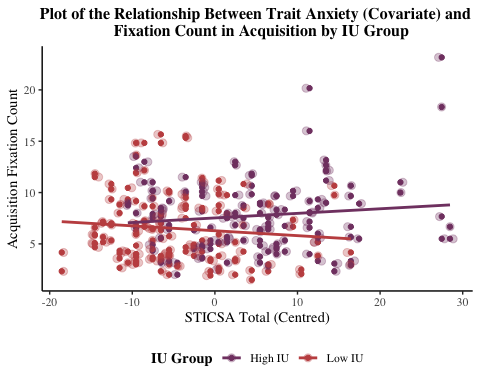 Plot of the Relationship Between Trait Anxiety (Covariate) and
Fixation Count in Acquisition by IU Group
Acquisition Fixation Count
20
15
10
5
-20 -10 0 10 20 30
STICSA Total (Centred)
IU Group High IU Low IU